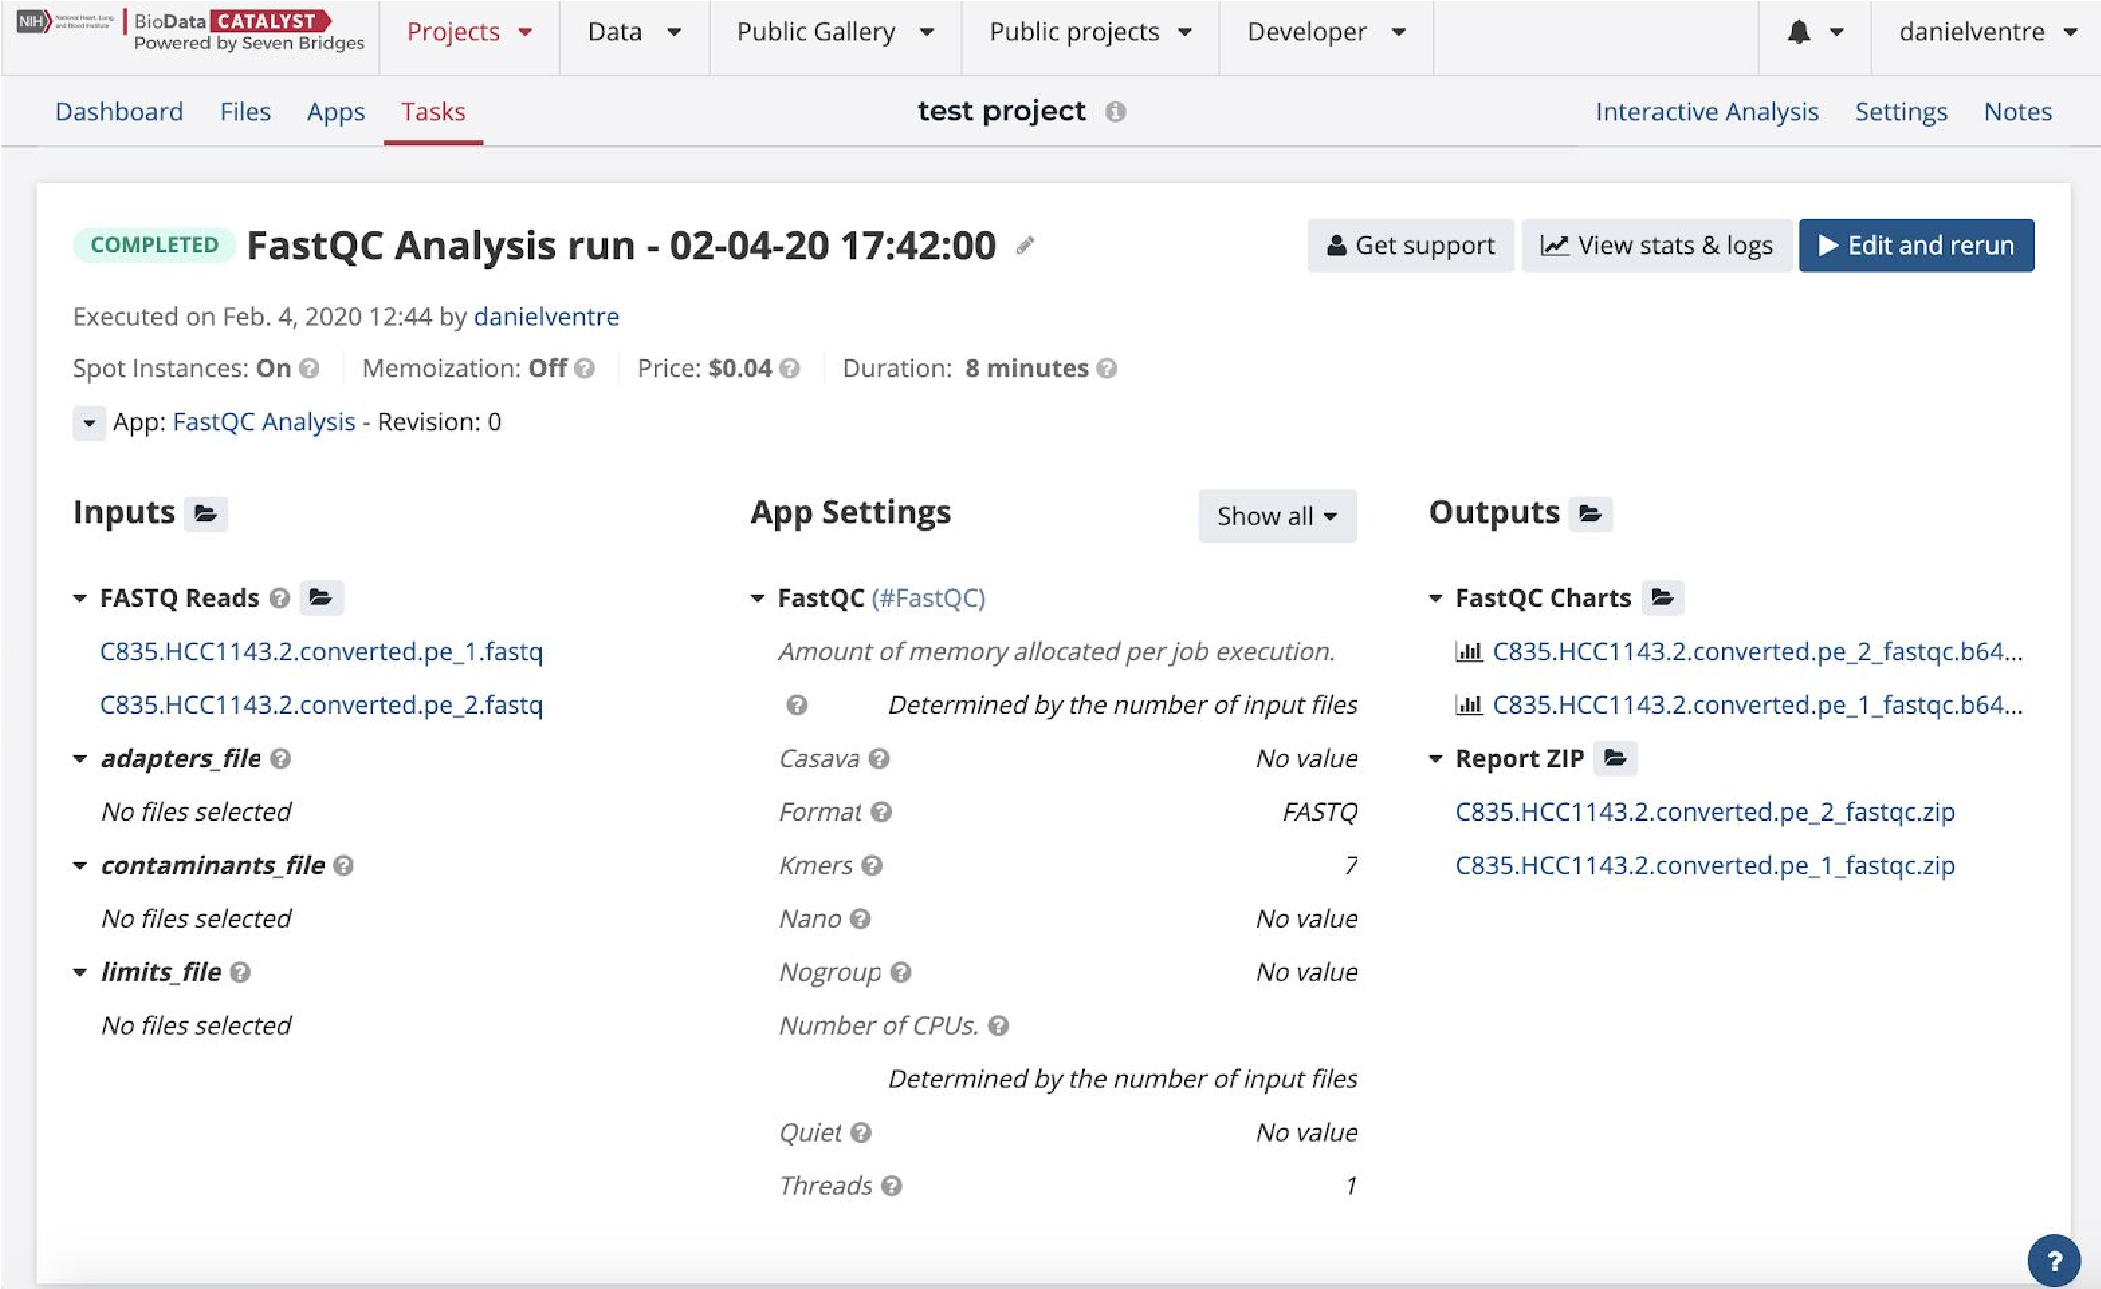 NIH National Heart, Lung, and Blood Institute BioData CATALYST
Powered by Seven Bridges
Projects Data Public Gallery Public projects Developer danielventre
Dashboard Files Apps Tasks test project Interactive Analysis Settings Notes
COMPLETED FastQC Analysis run - 02-04-20 17:42:00 Get support View stats & logs Edit and rerun
Executed on Feb. 4, 2020 12:44 by danielventre
Spot Instances: On ? Memoization: Off ? Price: $0.04 ? Duration: 8 minutes ?
App: FastQC Analysis - Revision: 0
Inputs
FASTQ Reads ?
C835.HCC1143.2.converted.pe_1.fastq
C835.HCC1143.2.converted.pe_2.fastq
adapters_file ?
No files selected
contaminants_file ?
No files selected
limits_file ?
No files selected
App Settings Show all
FastQC (#FastQC)
Amount of memory allocated per job execution.
? Determined by the number of input files
Casava ? No value
Format ? FASTQ
Kmers ? 7
Nano ? No value
Nogroup ? No value
Number of CPUs. ?
Determined by the number of input files
Quiet ? No value
Threads ? 1
Outputs
FastQC Charts
C835.HCC1143.2.converted.pe_2_fastqc.b64...
C835.HCC1143.2.converted.pe_1_fastqc.b64...
Report ZIP
C835.HCC1143.2.converted.pe_2_fastqc.zip
C835.HCC1143.2.converted.pe_1_fastqc.zip
?